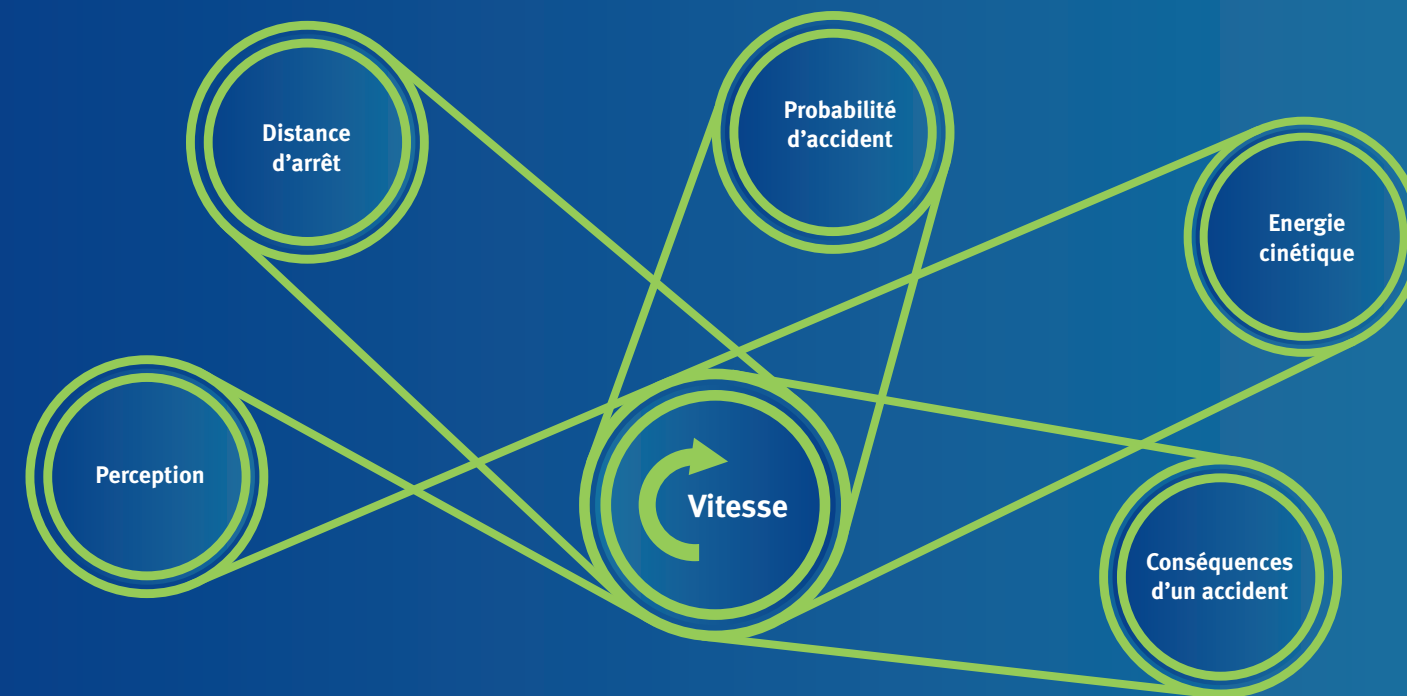 Distance
d'arrêt
Probabilité
d'accident
Energie
cinétique
Perception
Vitesse
Conséquences
d'un accident